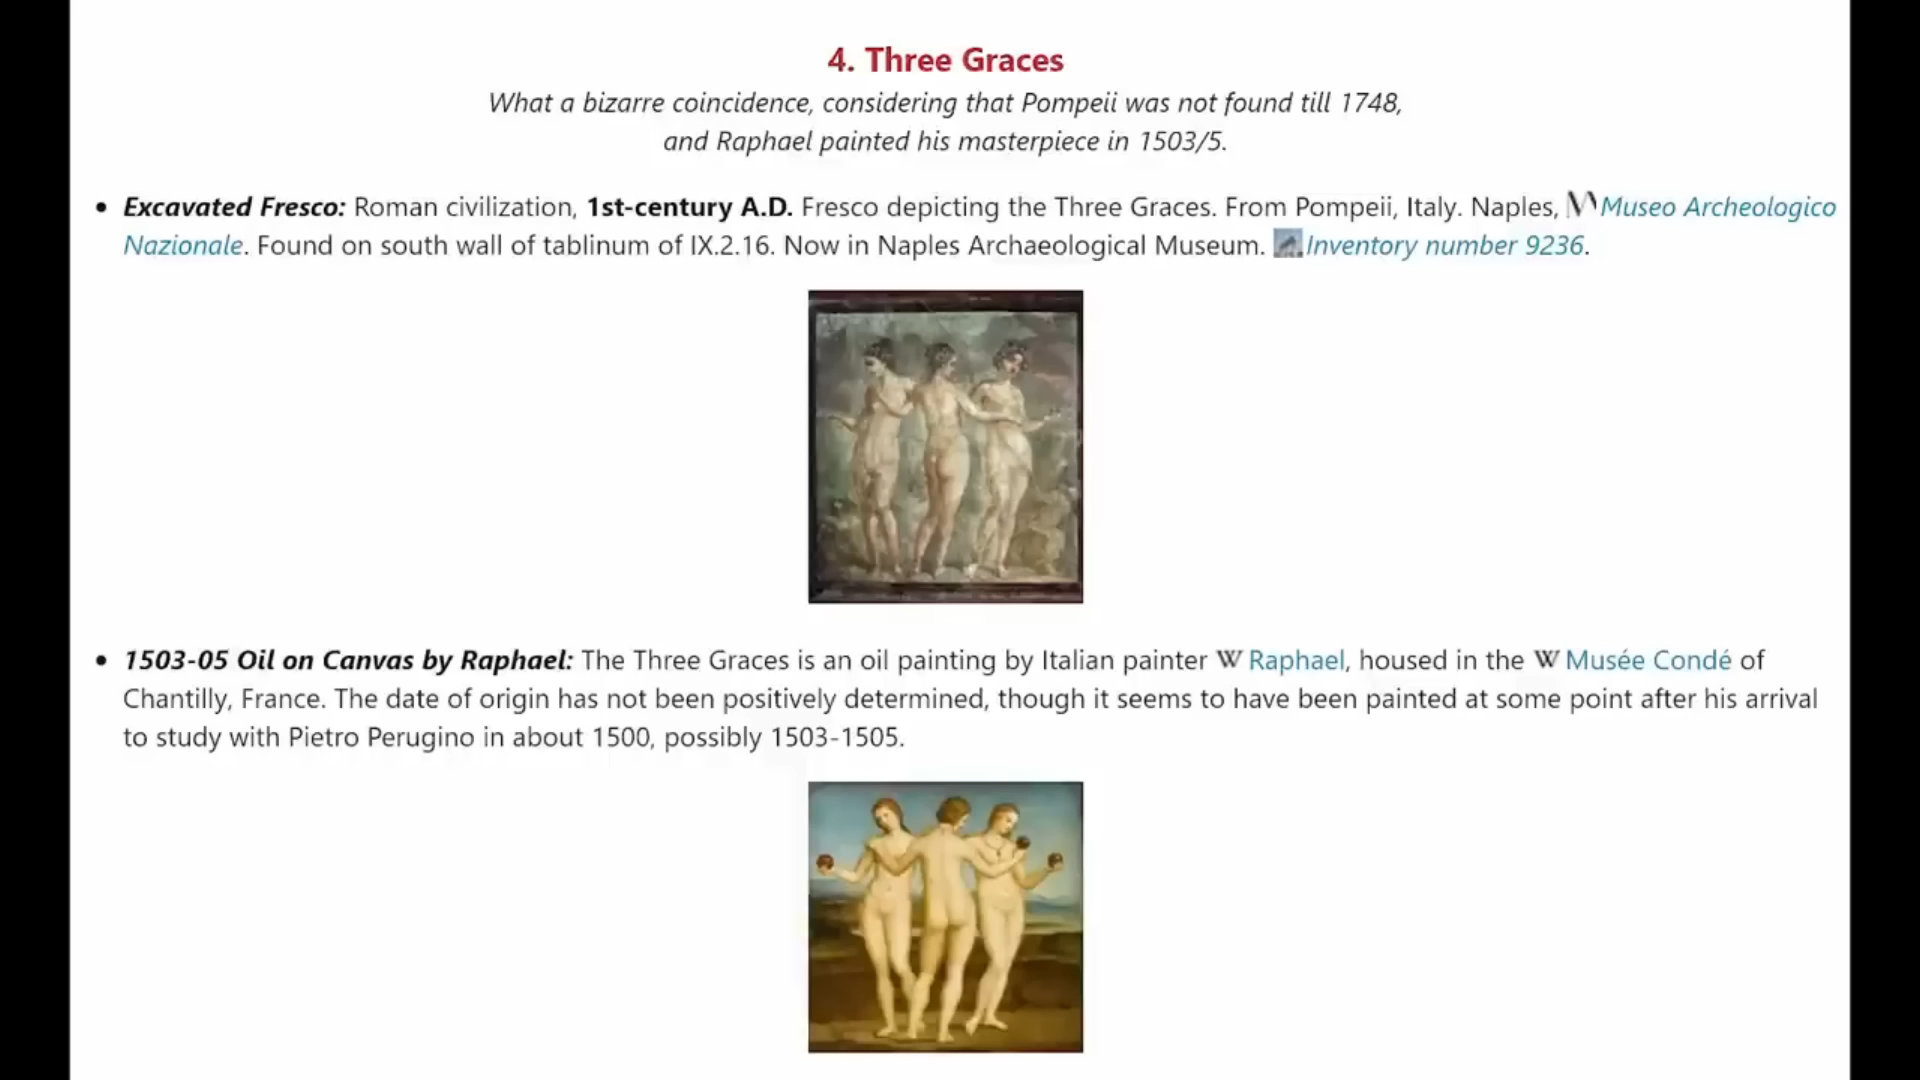 4. Three Graces
What a bizarre coincidence, considering that Pompeii was not found till 1748,
and Raphael painted his masterpiece in 1503/5.
• Excavated Fresco: Roman civilization, 1st-century A.D. Fresco depicting the Three Graces. From Pompeii, Italy. Naples, Museo Archeologico
Nazionale. Found on south wall of tablinum of IX.2.16. Now in Naples Archaeological Museum. Inventory number 9236.
• 1503-05 Oil on Canvas by Raphael: The Three Graces is an oil painting by Italian painter W Raphael, housed in the W Musée Condé of
Chantilly, France. The date of origin has not been positively determined, though it seems to have been painted at some point after his arrival
to study with Pietro Perugino in about 1500, possibly 1503-1505.